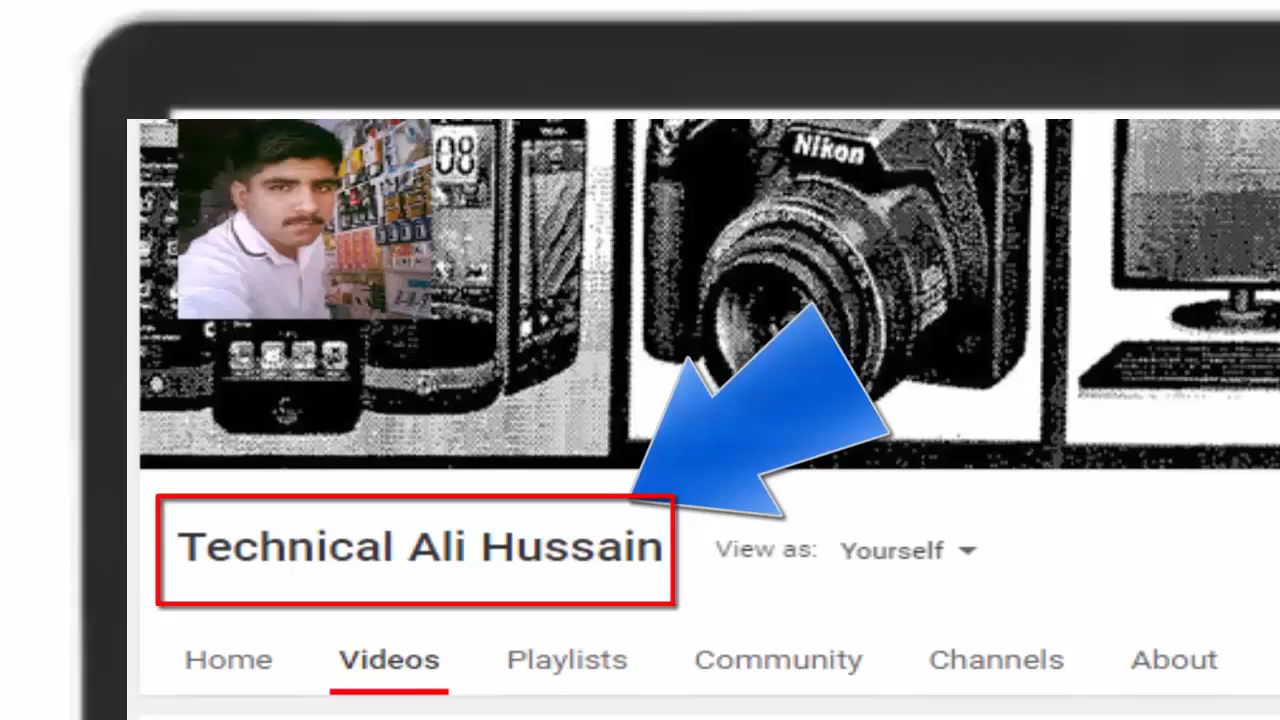 08
Nikon
Technical Ali Hussain
View as: Yourself
Home Videos Playlists Community Channels About